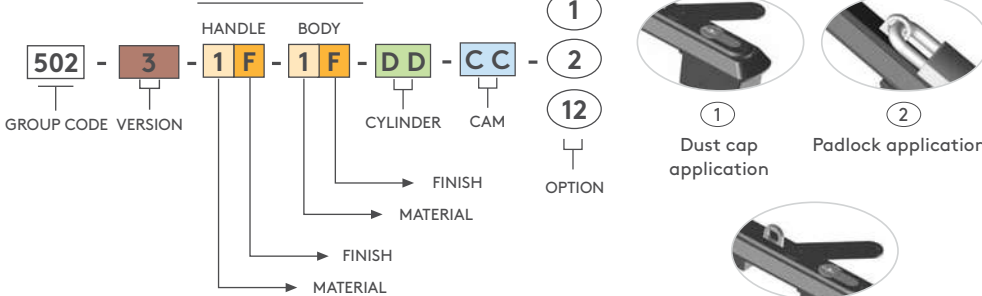 HANDLE BODY
1
502 - 3 - 1 F - 1 F - D D - C C - 2
12
GROUP CODE VERSION CYLINDER CAM
OPTION
FINISH
MATERIAL
FINISH
MATERIAL
1 2
Dust cap
application
Padlock application